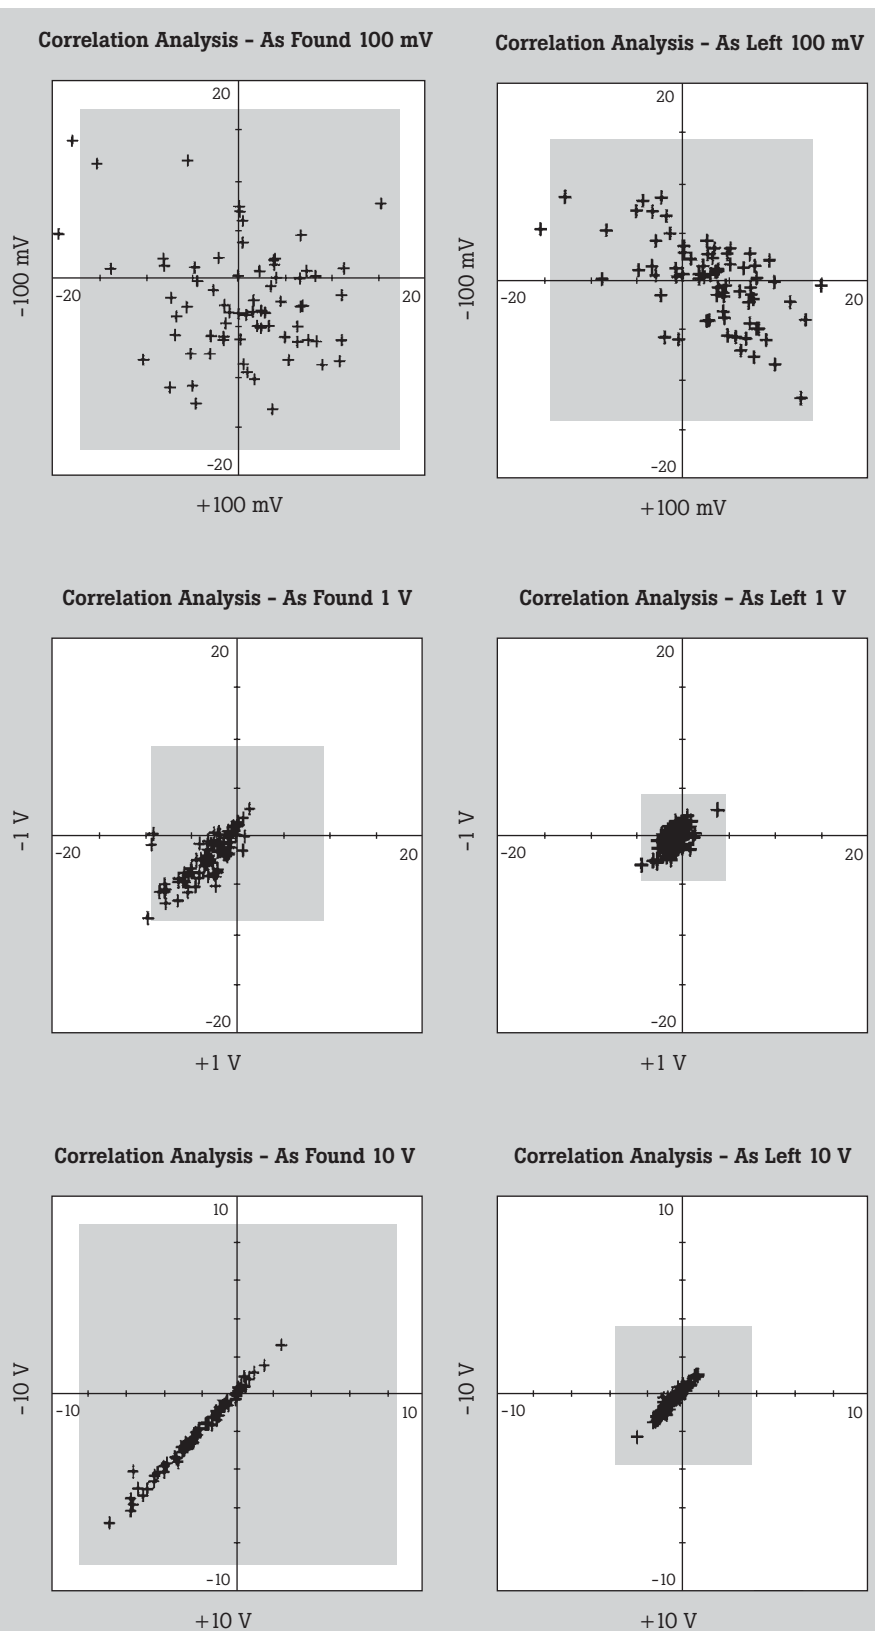 Correlation Analysis - As Found 100 mV
20
-100 mV
-20
20
-20
+100 mV
Correlation Analysis - As Left 100 mV
20
-100 mV
-20
20
-20
+100 mV
Correlation Analysis - As Found 1 V
20
-1 V
-20
20
-20
+1 V
Correlation Analysis - As Left 1 V
20
-1 V
-20
20
-20
+1 V
Correlation Analysis - As Found 10 V
10
-10 V
-10
10
-10
+10 V
Correlation Analysis - As Left 10 V
10
-10 V
-10
10
-10
+10 V